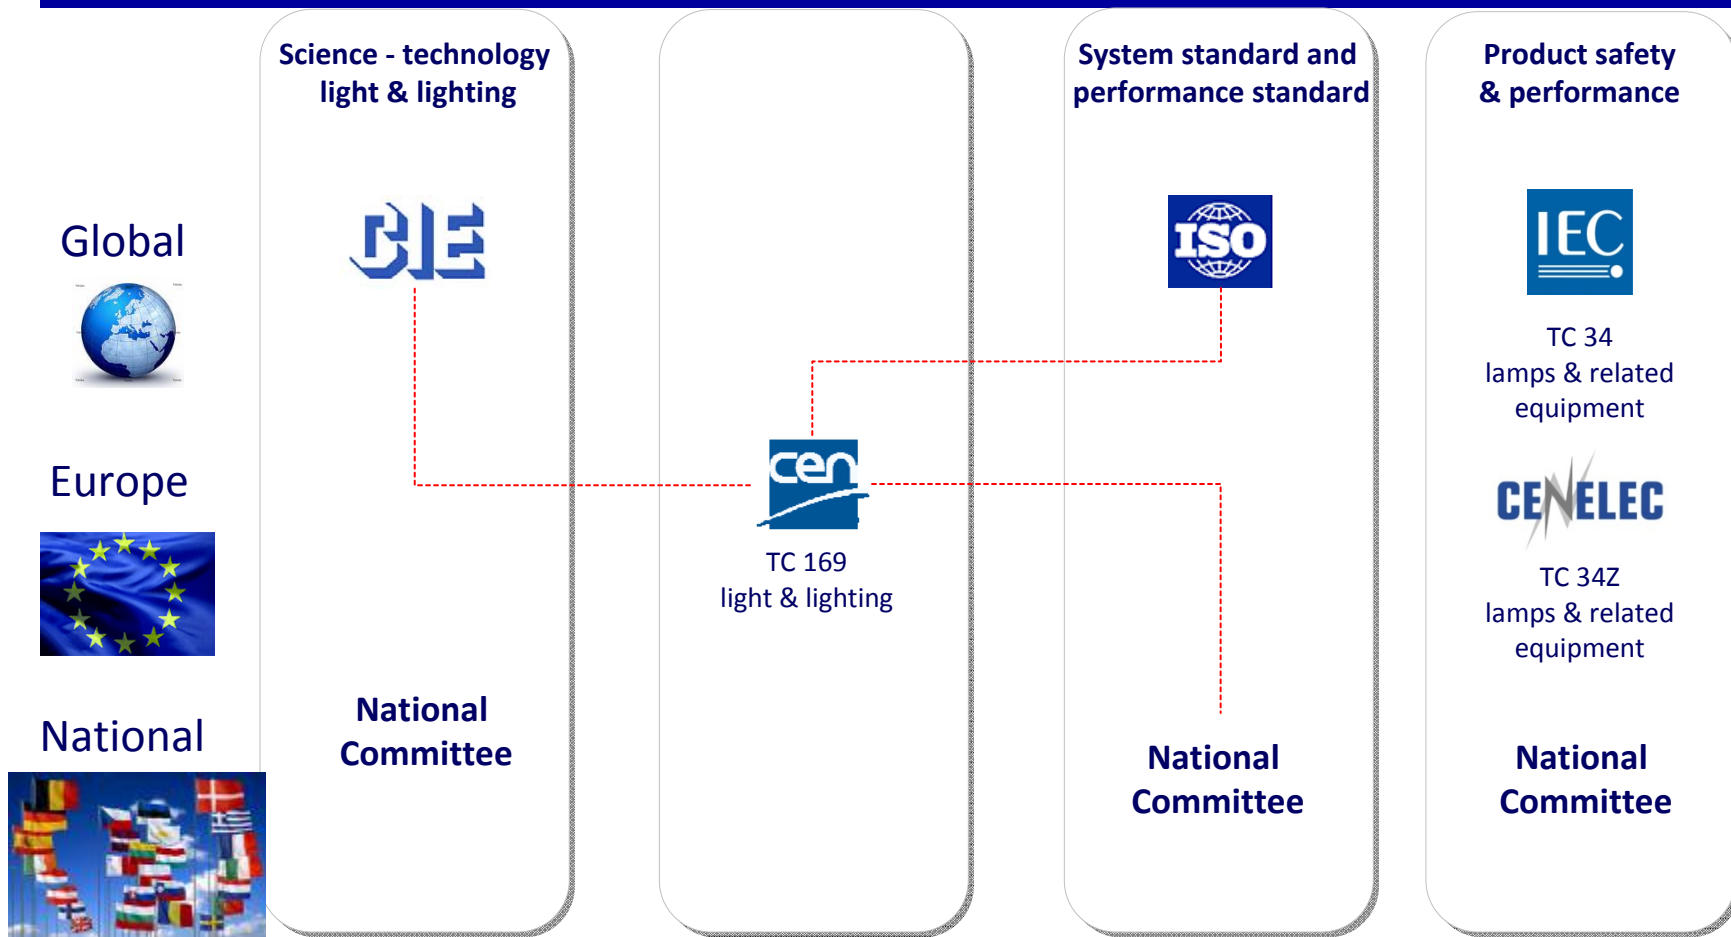 Science - technology
light & lighting
System standard and
performance standard
Product safety
& performance
Global
CIE
ISO
IEC
TC 34
lamps & related
equipment
Europe
cen
TC 169
light & lighting
CENELEC
TC 34Z
lamps & related
equipment
National
National
Committee
National
Committee
National
Committee